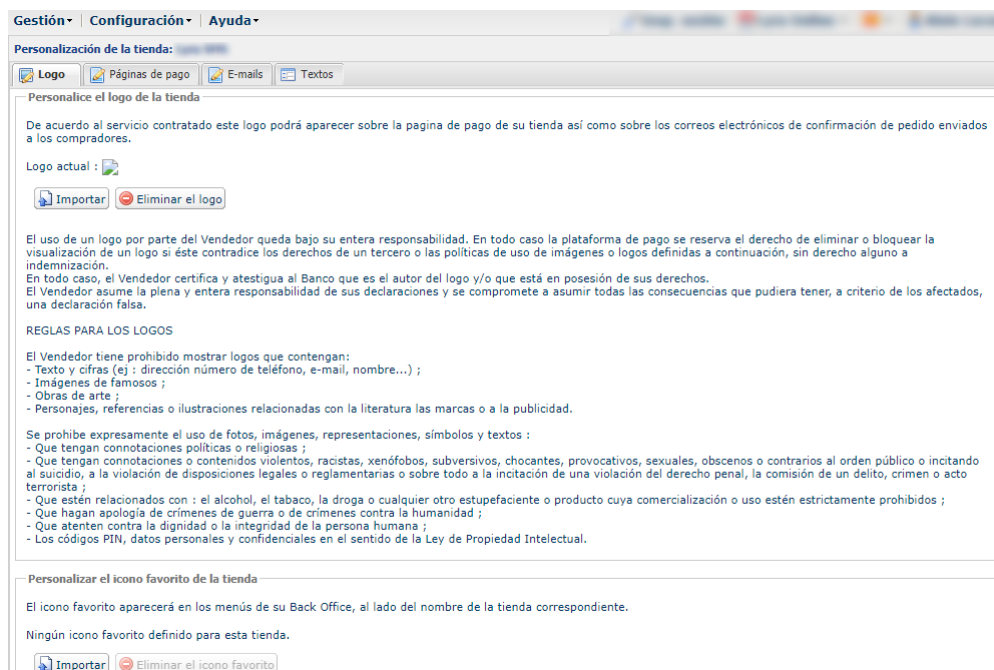 Gestión Configuración Ayuda
Personalización de la tienda:
Logo Páginas de pago E-mails Textos
Personalice el logo de la tienda
De acuerdo al servicio contratado este logo podrá aparecer sobre la pagina de pago de su tienda así como sobre los correos electrónicos de confirmación de pedido enviados
a los compradores.
Logo actual :
Importar Eliminar el logo
El uso de un logo por parte del Vendedor queda bajo su entera responsabilidad. En todo caso la plataforma de pago se reserva el derecho de eliminar o bloquear la
visualización de un logo si éste contradice los derechos de un tercero o las políticas de uso de imágenes o logos definidas a continuación, sin derecho alguno a
indemnización.
En todo caso, el Vendedor certifica y atestigua al Banco que es el autor del logo y/o que está en posesión de sus derechos.
El Vendedor asume la plena y entera responsabilidad de sus declaraciones y se compromete a asumir todas las consecuencias que pudiera tener, a criterio de los afectados,
una declaración falsa.
REGLAS PARA LOS LOGOS
El Vendedor tiene prohibido mostrar logos que contengan:
- Texto y cifras (ej : dirección número de teléfono, e-mail, nombre...) ;
- Imágenes de famosos ;
- Obras de arte ;
- Personajes, referencias o ilustraciones relacionadas con la literatura las marcas o a la publicidad.
Se prohibe expresamente el uso de fotos, imágenes, representaciones, símbolos y textos :
- Que tengan connotaciones políticas o religiosas ;
- Que tengan connotaciones o contenidos violentos, racistas, xenófobos, subversivos, chocantes, provocativos, sexuales, obscenos o contrarios al orden público o incitando
al suicidio, a la violación de disposiciones legales o reglamentarias o sobre todo a la incitación de una violación del derecho penal, la comisión de un delito, crimen o acto
terrorista ;
- Que estén relacionados con : el alcohol, el tabaco, la droga o cualquier otro estupefaciente o producto cuya comercialización o uso estén estrictamente prohibidos ;
- Que hagan apología de crímenes de guerra o de crímenes contra la humanidad ;
- Que atenten contra la dignidad o la integridad de la persona humana ;
- Los códigos PIN, datos personales y confidenciales en el sentido de la Ley de Propiedad Intelectual.
Personalizar el icono favorito de la tienda
El icono favorito aparecerá en los menús de su Back Office, al lado del nombre de la tienda correspondiente.
Ningún icono favorito definido para esta tienda.
Importar Eliminar el icono favorito